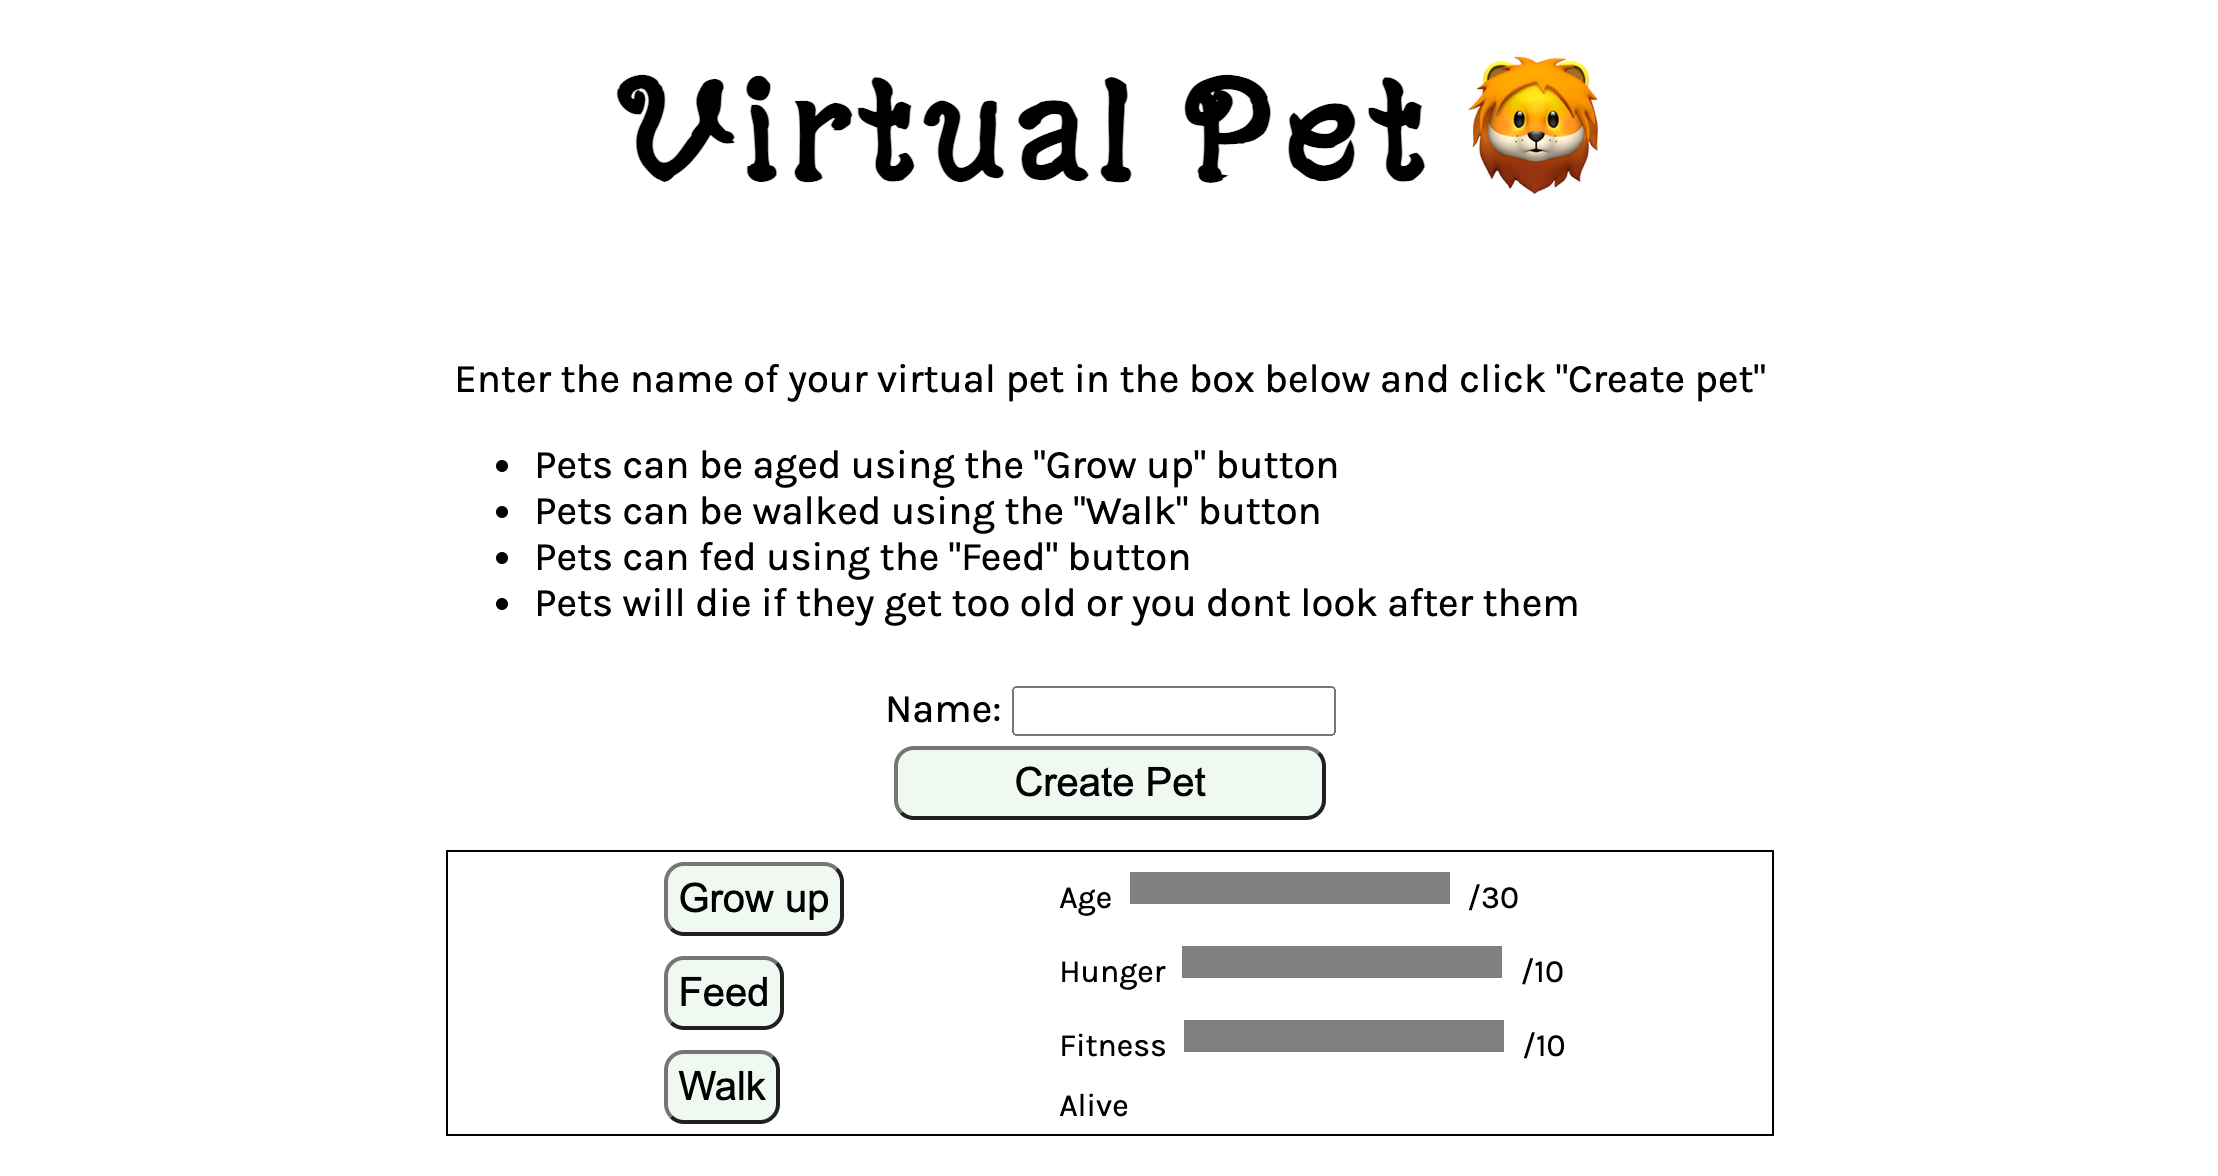 Virtual Pet
Enter the name of your virtual pet in the box below and click "Create pet"
• Pets can be aged using the "Grow up" button
• Pets can be walked using the "Walk" button
• Pets can fed using the "Feed" button
• Pets will die if they get too old or you dont look after them
Name:
Create Pet
Grow up
Feed
Walk
Age /30
Hunger /10
Fitness /10
Alive